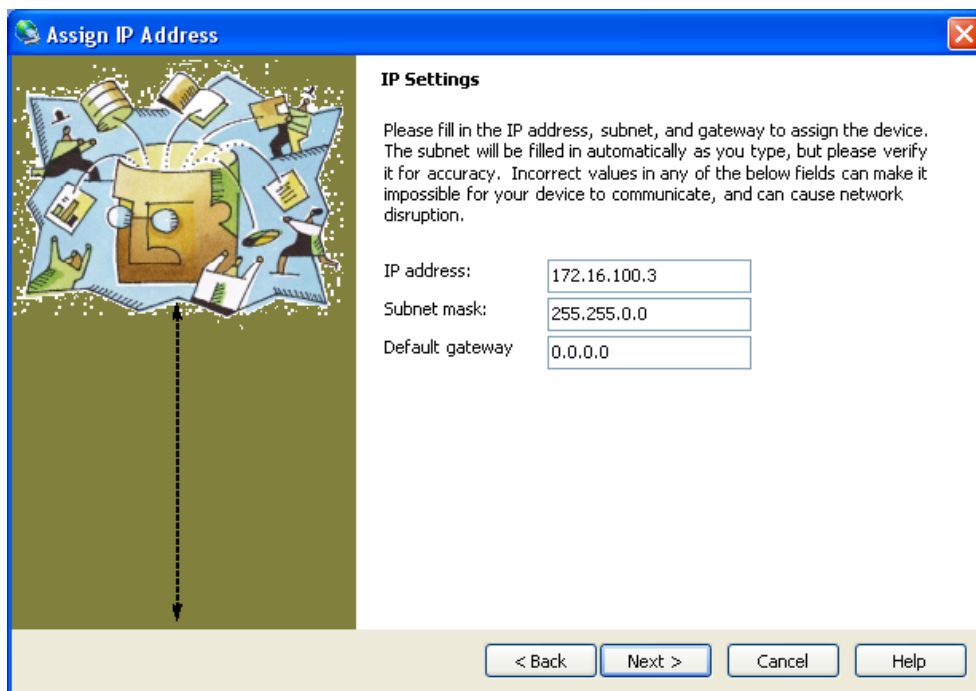 Assign IP Address
IP Settings
Please fill in the IP address, subnet, and gateway to assign the device.
The subnet will be filled in automatically as you type, but please verify
it for accuracy.  Incorrect values in any of the below fields can make it
impossible for your device to communicate, and can cause network
disruption.
IP address: 172.16.100.3
Subnet mask: 255.255.0.0
Default gateway 0.0.0.0
< Back Next > Cancel Help